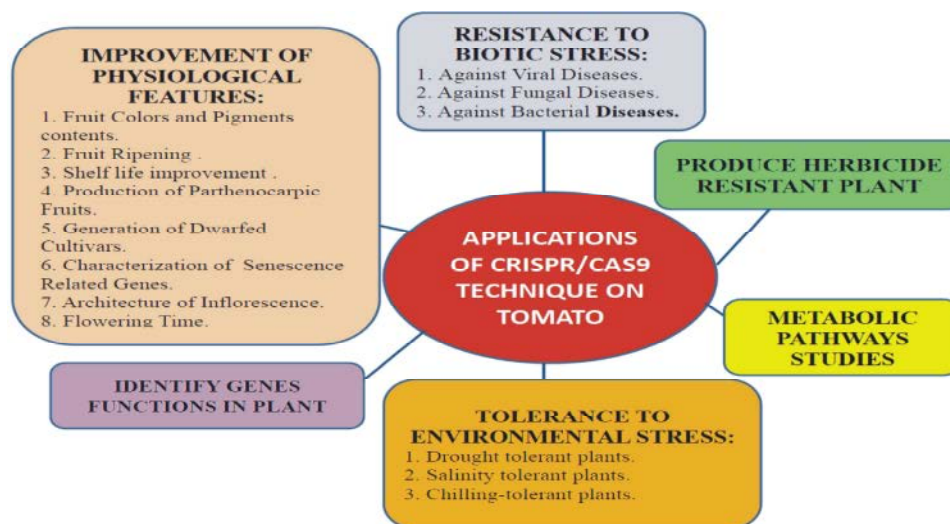 IMPROVEMENT OF
PHYSIOLOGICAL
FEATURES:
1. Fruit Colors and Pigments
contents.
2. Fruit Ripening .
3. Shelf life improvement .
4. Production of Parthenocarpic
Fruits.
5. Generation of Dwarfed
Cultivars.
6. Characterization of Senescence
Related Genes.
7. Architecture of Inflorescence.
8. Flowering Time.
RESISTANCE TO
BIOTIC STRESS:
1. Against Viral Diseases.
2. Against Fungal Diseases.
3. Against Bacterial Diseases.
PRODUCE HERBICIDE
RESISTANT PLANT
APPLICATIONS
OF CRISPR/CAS9
TECHNIQUE ON
TOMATO
METABOLIC
PATHWAYS
STUDIES
IDENTIFY GENES
FUNCTIONS IN PLANT
TOLERANCE TO
ENVIRONMENTAL STRESS:
1. Drought tolerant plants.
2. Salinity tolerant plants.
3. Chilling-tolerant plants.